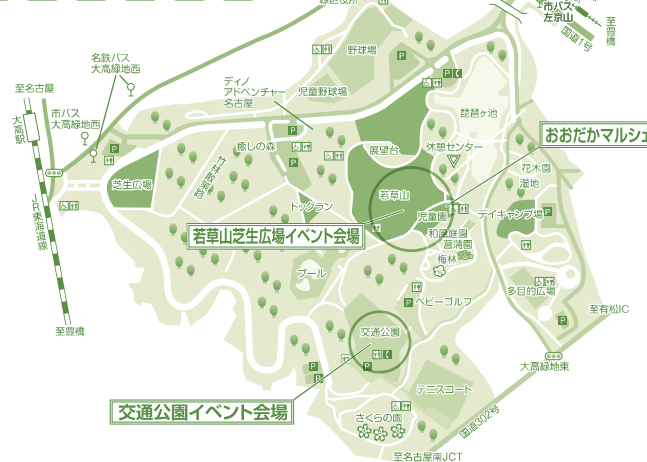 緑区役所
市バス
左京山
至豊橋
国道1号
名鉄バス
大高緑地西
野球場
P
至名古屋
ディノ
アドベンチャー
名古屋
児童野球場
P
琵琶ヶ池
市バス
大高緑地西
大高駅
P
P
癒しの森
展望台
休憩センター
おおだかマルシェ
P
竹林散策路
花木園
湿地
芝生広場
若草山
ドッグラン
児童園
デイキャンプ場
P
JR東海道線
若草山芝生広場イベント会場
和風庭園
菖蒲園
梅林
プール
多目的広場
P
ベビーゴルフ
至有松IC
P
至豊橋
交通公園
P
P
P
大高緑地東
テニスコート
交通公園イベント会場
さくらの園
国道302号
至名古屋南JCT